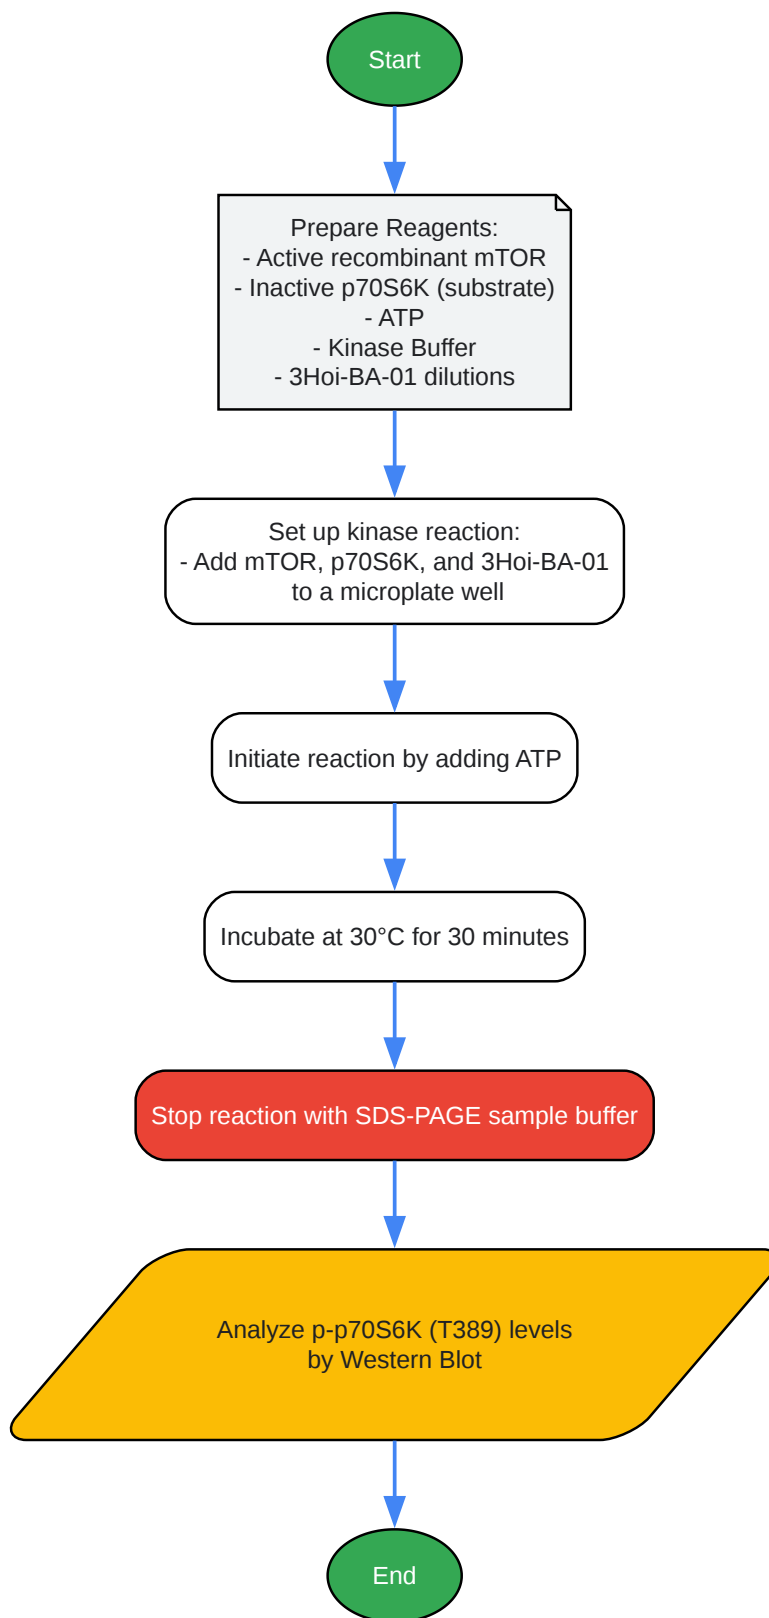 Start
Prepare Reagents:
- Active recombinant mTOR
- Inactive p70S6K (substrate)
- ATP
- Kinase Buffer
- 3Hoi-BA-01 dilutions
Set up kinase reaction:
- Add mTOR, p70S6K, and 3Hoi-BA-01
to a microplate well
Initiate reaction by adding ATP
Incubate at 30°C for 30 minutes
Stop reaction with SDS-PAGE sample buffer
Analyze p-p70S6K (T389) levels
by Western Blot
End